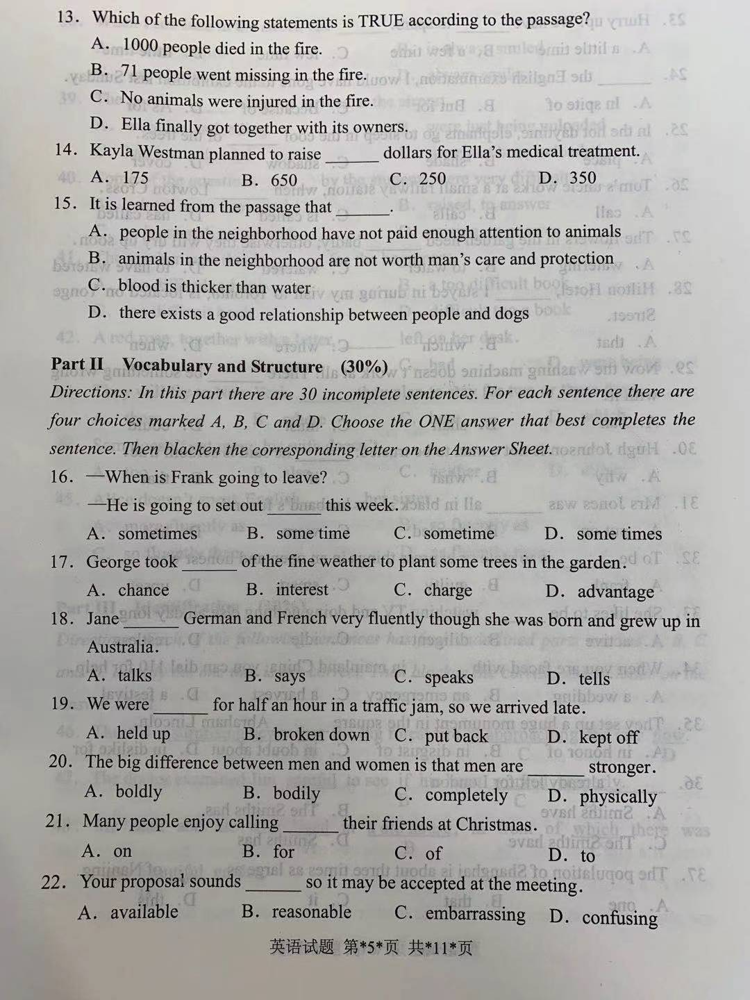 13. Which of the following statements is TRUE according to the passage?
A. 1000 people died in the fire.
B. 71 people went missing in the fire.
C. No animals were injured in the fire.
D. Ella finally got together with its owners.
14. Kayla Westman planned to raise ______ dollars for Ella's medical treatment.
A. 175 B. 650 C. 250 D. 350
15. It is learned from the passage that ______.
A. people in the neighborhood have not paid enough attention to animals
B. animals in the neighborhood are not worth man's care and protection
C. blood is thicker than water
D. there exists a good relationship between people and dogs
Part II Vocabulary and Structure (30%)
Directions: In this part there are 30 incomplete sentences. For each sentence there are
four choices marked A, B, C and D. Choose the ONE answer that best completes the
sentence. Then blacken the corresponding letter on the Answer Sheet.
16. —When is Frank going to leave?
—He is going to set out ______ this week.
A. sometimes B. some time C. sometime D. some times
17. George took ______ of the fine weather to plant some trees in the garden.
A. chance B. interest C. charge D. advantage
18. Jane ______ German and French very fluently though she was born and grew up in
Australia.
A. talks B. says C. speaks D. tells
19. We were ______ for half an hour in a traffic jam, so we arrived late.
A. held up B. broken down C. put back D. kept off
20. The big difference between men and women is that men are ______ stronger.
A. boldly B. bodily C. completely D. physically
21. Many people enjoy calling ______ their friends at Christmas.
A. on B. for C. of D. to
22. Your proposal sounds ______ so it may be accepted at the meeting.
A. available B. reasonable C. embarrassing D. confusing
英语试题 第*5*页 共*11*页